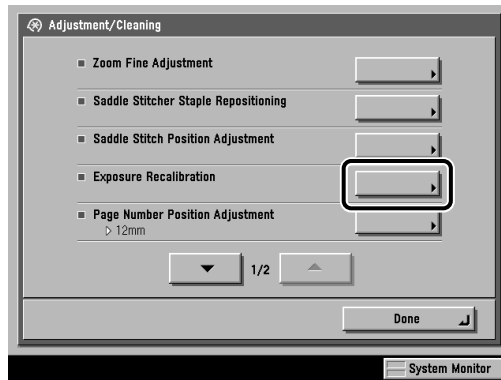 Adjustment/Cleaning
Zoom Fine Adjustment
Saddle Stitcher Staple Repositioning
Saddle Stitch Position Adjustment
Exposure Recalibration
Page Number Position Adjustment
12mm
1/2
Done
System Monitor